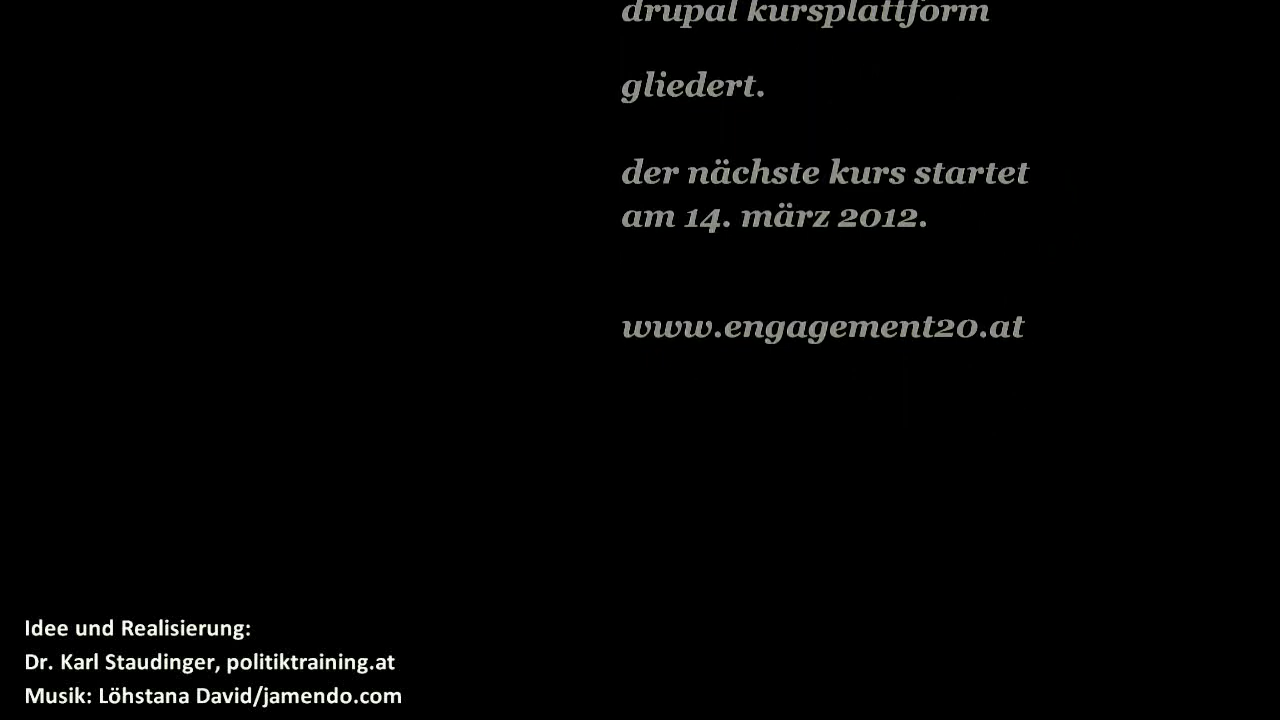 drupal kursplattform
gliedert.
der nächste kurs startet
am 14. märz 2012.
www.engagement20.at
Idee und Realisierung:
Dr. Karl Staudinger, politiktraining.at
Musik: Löhstana David/jamendo.com